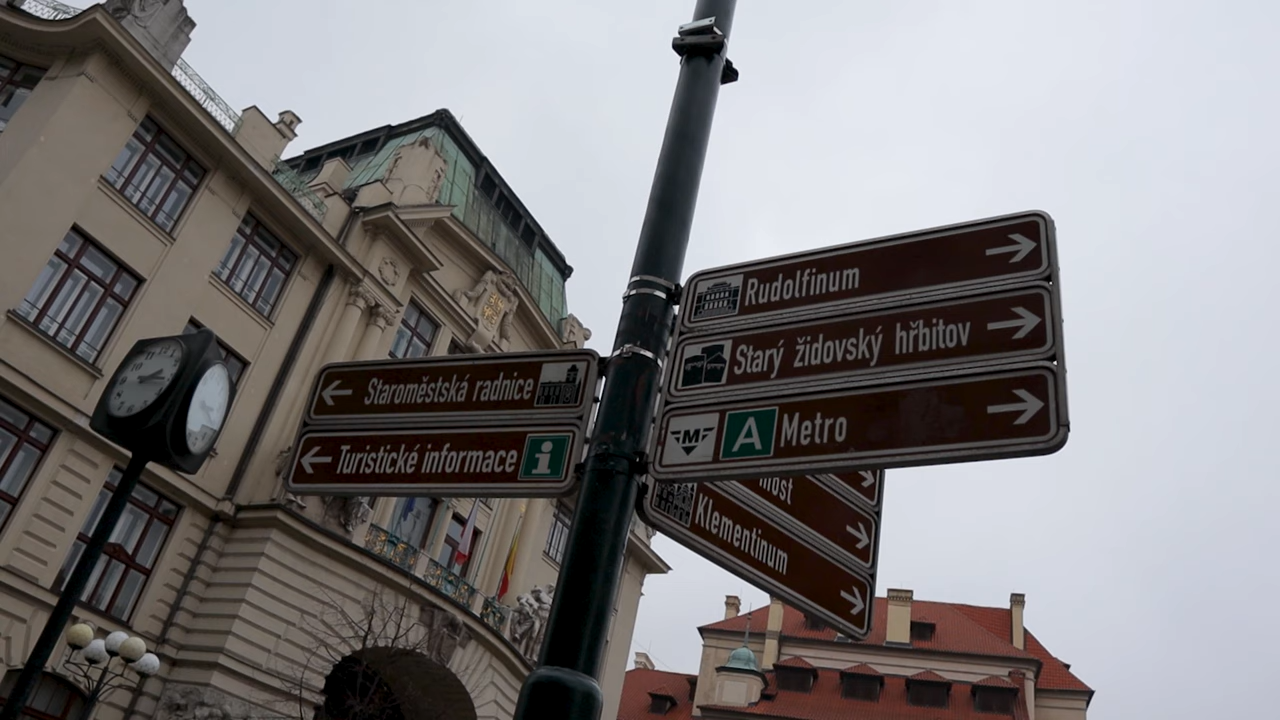 Rudolfinum
Starý židovský hřbitov
M A Metro
Staroměstská radnice
Turistické informace i
most
Klementinum